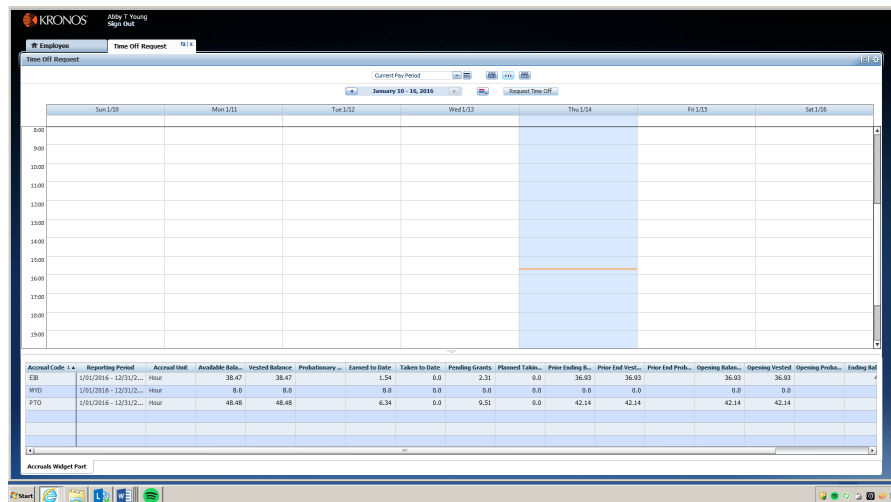 KRONOS®
Abby T Young
Sign Out
Employee
Time Off Request
Time Off Request
Current Pay Period
January 10 - 16, 2016
Request Time Off
Sun 1/10 Mon 1/11 Tue 1/12 Wed 1/13 Thu 1/14 Fri 1/15 Sat 1/16
8:00
9:00
10:00
11:00
12:00
13:00
14:00
15:00
16:00
17:00
18:00
19:00
Accrual Code 1 Reporting Period Accrual Unit Available Bala... Vested Balance Probationary ... Earned to Date Taken to Date Pending Grants Planned Takin... Prior Ending B... Prior End Vest... Prior End Prob... Opening Balan... Opening Vested Opening Proba... Ending Bal
EIB 1/01/2016 - 12/31/2... Hour 38.47 38.47 1.54 0.0 2.31 0.0 36.93 36.93 36.93 36.93
MYD 1/01/2016 - 12/31/2... Hour 8.0 8.0 8.0 0.0 0.0 0.0 0.0 0.0 0.0 0.0
PTO 1/01/2016 - 12/31/2... Hour 48.48 48.48 6.34 0.0 9.51 0.0 42.14 42.14 42.14 42.14
Accruals Widget Part
Start